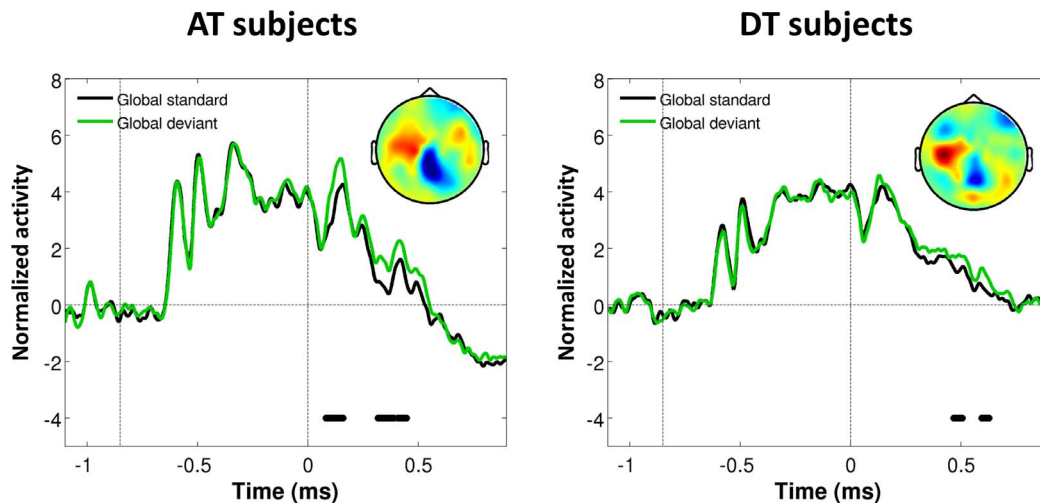 AT subjects
8
6
4
2
0
-2
-4
-1
-0.5
0
0.5
Normalized activity
Time (ms)
Global standard
Global deviant
DT subjects
8
6
4
2
0
-2
-4
-1
-0.5
0
0.5
Normalized activity
Time (ms)
Global standard
Global deviant